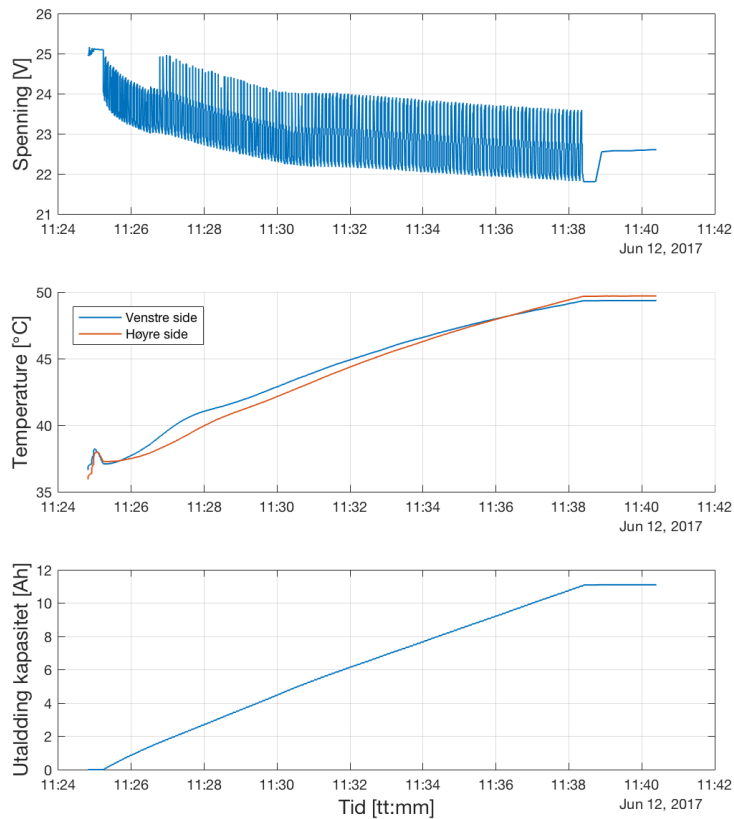 26
25
24
23
22
21
Spenning [V]
11:24 11:26 11:28 11:30 11:32 11:34 11:36 11:38 11:40 11:42
Jun 12, 2017
50
45
40
35
Temperature [°C]
Venstre side
Høyre side
11:24 11:26 11:28 11:30 11:32 11:34 11:36 11:38 11:40 11:42
Jun 12, 2017
12
10
8
6
4
2
0
Utaldding kapasitet [Ah]
11:24 11:26 11:28 11:30 11:32 11:34 11:36 11:38 11:40 11:42
Tid [tt:mm]
Jun 12, 2017